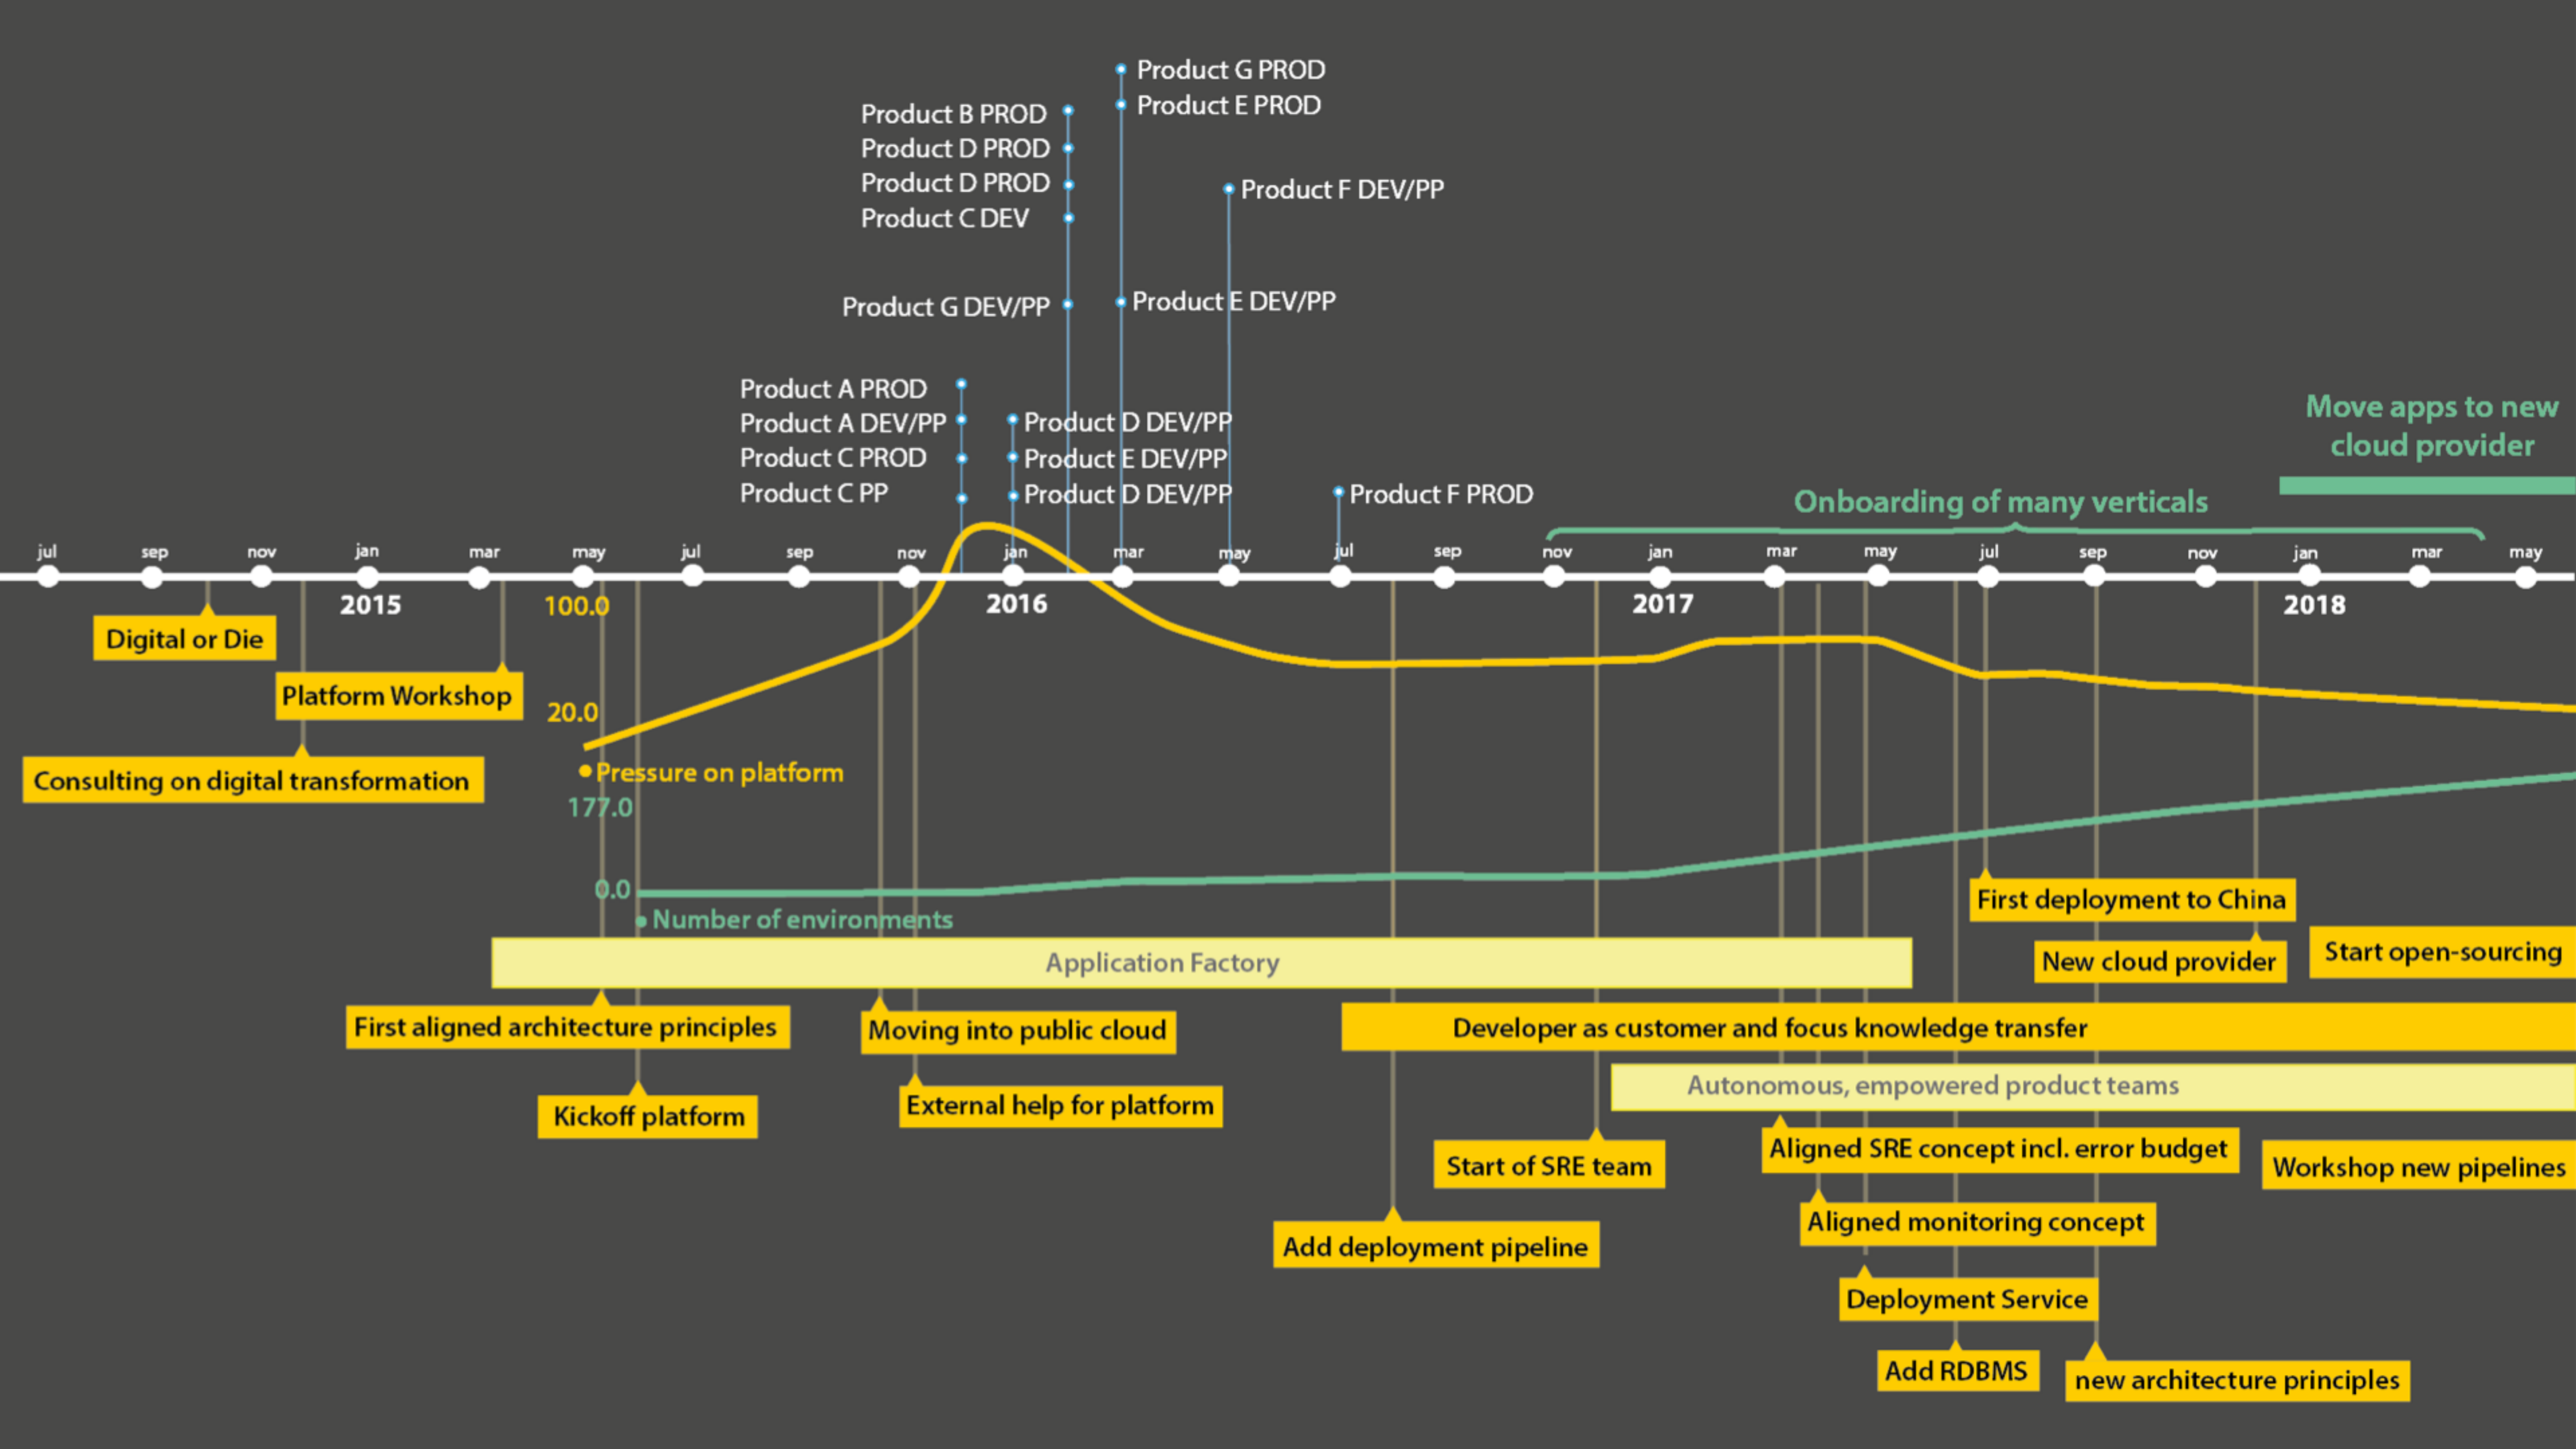 Product G PROD
Product E PROD
Product B PROD
Product D PROD
Product D PROD
Product C DEV
Product F DEV/PP
Product G DEV/PP
Product E DEV/PP
Product A PROD
Product A DEV/PP
Product C PROD
Product C PP
Product D DEV/PP
Product E DEV/PP
Product D DEV/PP
Product F PROD
Move apps to new
cloud provider
Onboarding of many verticals
jul sep nov jan mar may jul sep nov jan mar may jul sep nov jan mar may jul sep nov jan mar may
2015 2016 2017 2018
100.0
Digital or Die
Platform Workshop
20.0
Consulting on digital transformation
Pressure on platform
177.0
0.0
Number of environments
First deployment to China
Application Factory
New cloud provider
Start open-sourcing
First aligned architecture principles
Moving into public cloud
Developer as customer and focus knowledge transfer
Kickoff platform
External help for platform
Autonomous, empowered product teams
Start of SRE team
Aligned SRE concept incl. error budget
Workshop new pipelines
Add deployment pipeline
Aligned monitoring concept
Deployment Service
Add RDBMS
new architecture principles